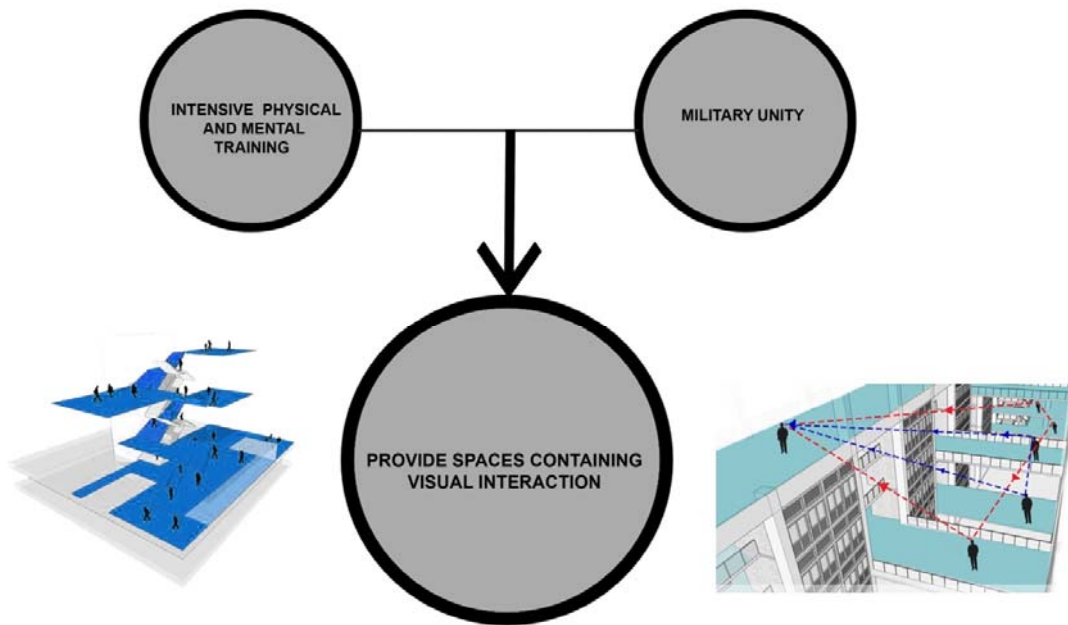 INTENSIVE PHYSICAL
AND MENTAL
TRAINING
MILITARY UNITY
PROVIDE SPACES CONTAINING
VISUAL INTERACTION